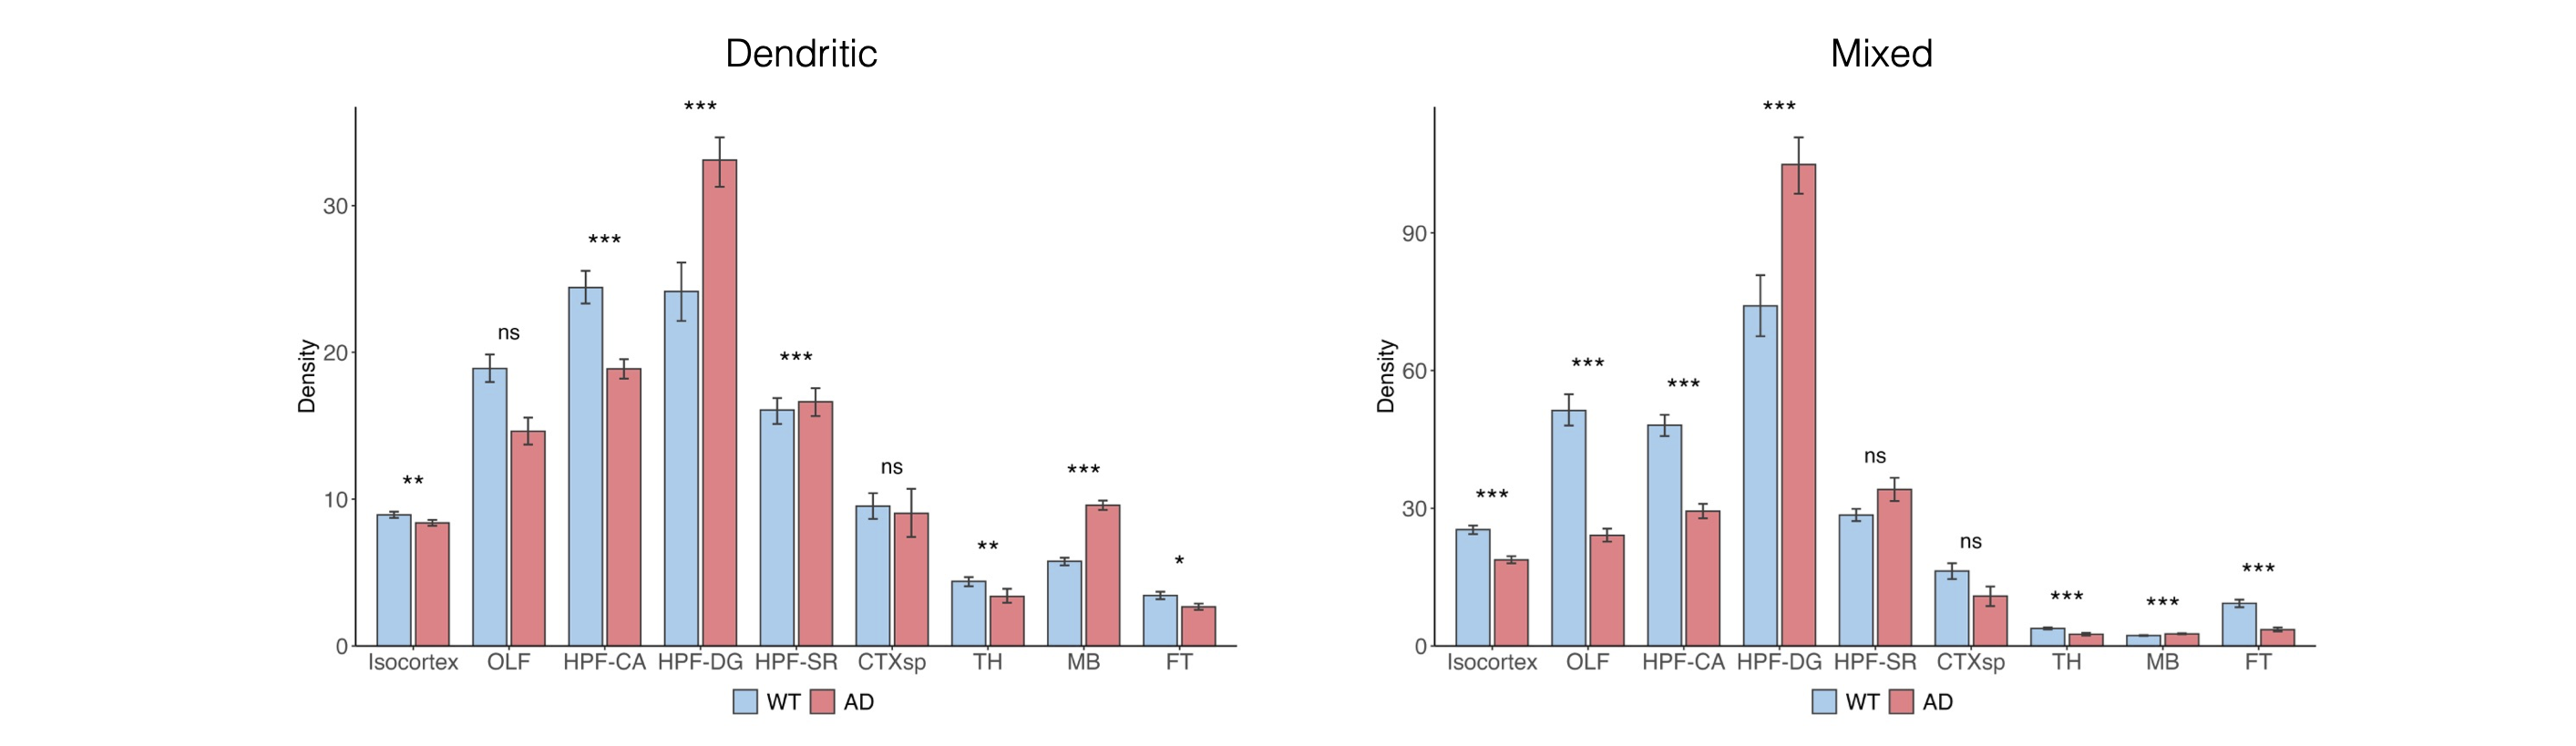 Dendritic
Density
30
20
10
0
***
***
ns
***
**
ns
***
**
*
Isocortex OLF HPF-CA HPF-DG HPF-SR CTXsp TH MB FT
WT AD
Mixed
Density
90
60
30
0
***
***
***
***
ns
ns
***
***
***
Isocortex OLF HPF-CA HPF-DG HPF-SR CTXsp TH MB FT
WT AD